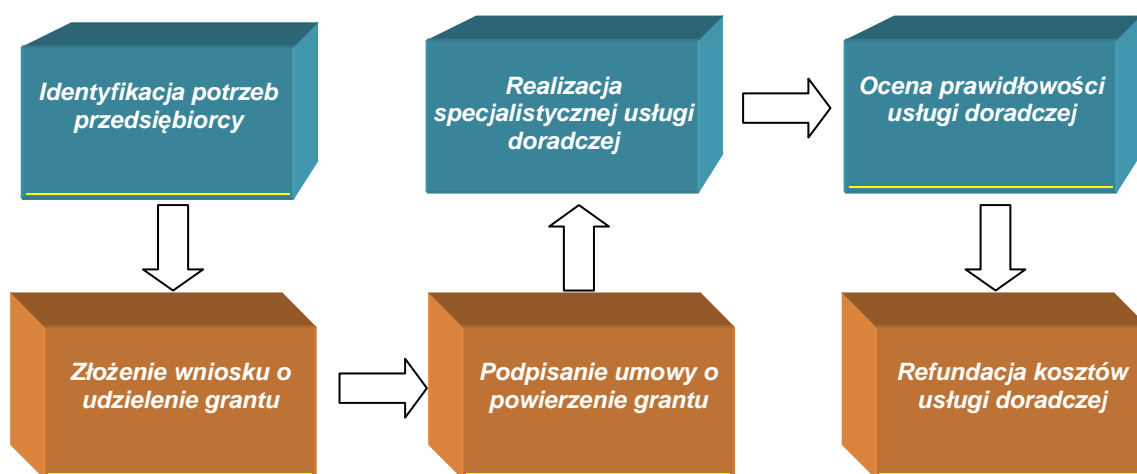 Identyfikacja potrzeb
przedsiębiorcy
Złożenie wniosku o
udzielenie grantu
Podpisanie umowy o
powierzenie grantu
Realizacja
specjalistycznej usługi
doradczej
Ocena prawidłowości
usługi doradczej
Refundacja kosztów
usługi doradczej